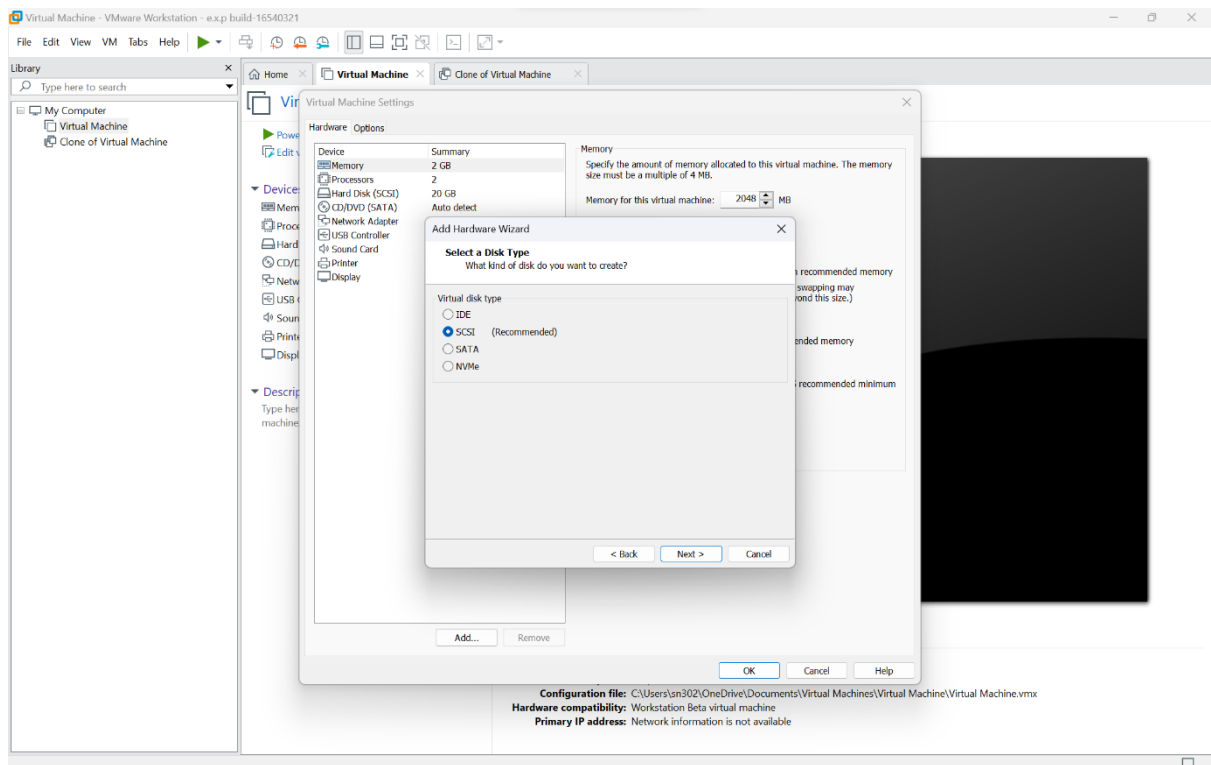 Virtual Machine - VMware Workstation - e.x.p build-16540321
File Edit View VM Tabs Help
Library
Type here to search
My Computer
Virtual Machine
Clone of Virtual Machine
Home
Virtual Machine
Clone of Virtual Machine
Vir
Powe
Edit v
Device
Mem
Proce
Hard
CD/D
Netw
USB
Soun
Printe
Displ
Descrip
Type her
machine
Virtual Machine Settings
Hardware Options
Device Summary
Memory 2 GB
Processors 2
Hard Disk (SCSI) 20 GB
CD/DVD (SATA) Auto detect
Network Adapter
USB Controller
Sound Card
Printer
Display
Memory
Specify the amount of memory allocated to this virtual machine. The memory
size must be a multiple of 4 MB.
Memory for this virtual machine: 2048 MB
recommended memory
swapping may
yond this size.)
ended memory
recommended minimum
Add Hardware Wizard
Select a Disk Type
What kind of disk do you want to create?
Virtual disk type
IDE
SCSI (Recommended)
SATA
NVMe
< Back Next > Cancel
Add... Remove
OK Cancel Help
Configuration file: C:\Users\sn302\OneDrive\Documents\Virtual Machines\Virtual Machine\Virtual Machine.vmx
Hardware compatibility: Workstation Beta virtual machine
Primary IP address: Network information is not available